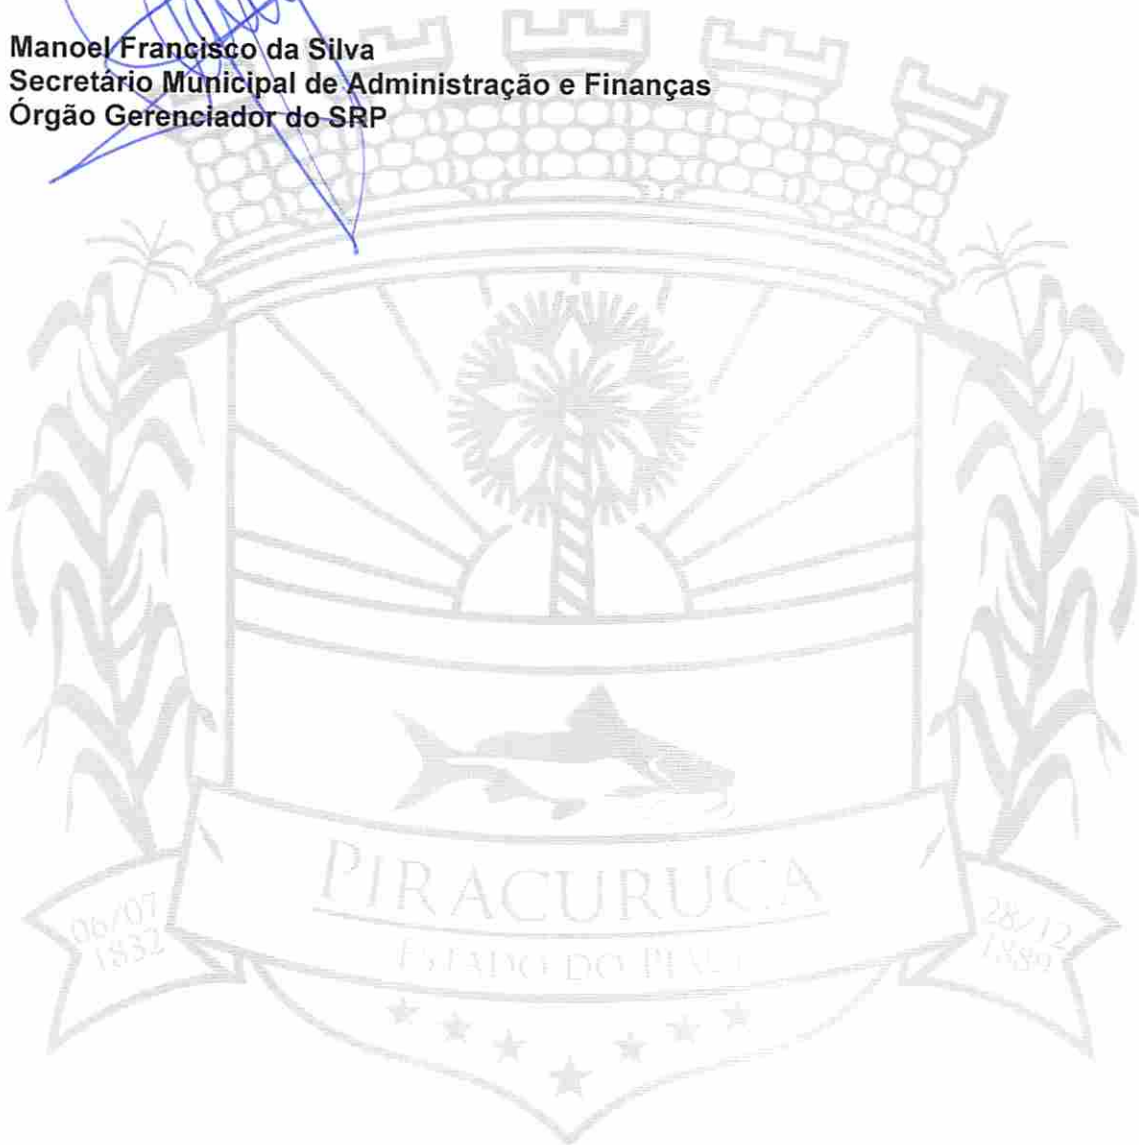 Manoel Francisco da Silva
Secretário Municipal de Administração e Finanças
Órgão Gerenciador do SRP
PIRACURUCA
ESTADO DO PIAUÍ
06/07
1832
28/12
1889